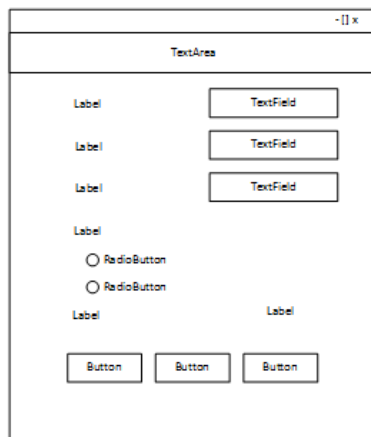 - [] x
TextArea
Label TextField
Label TextField
Label TextField
Label
RadioButton
RadioButton
Label Label
Button Button Button